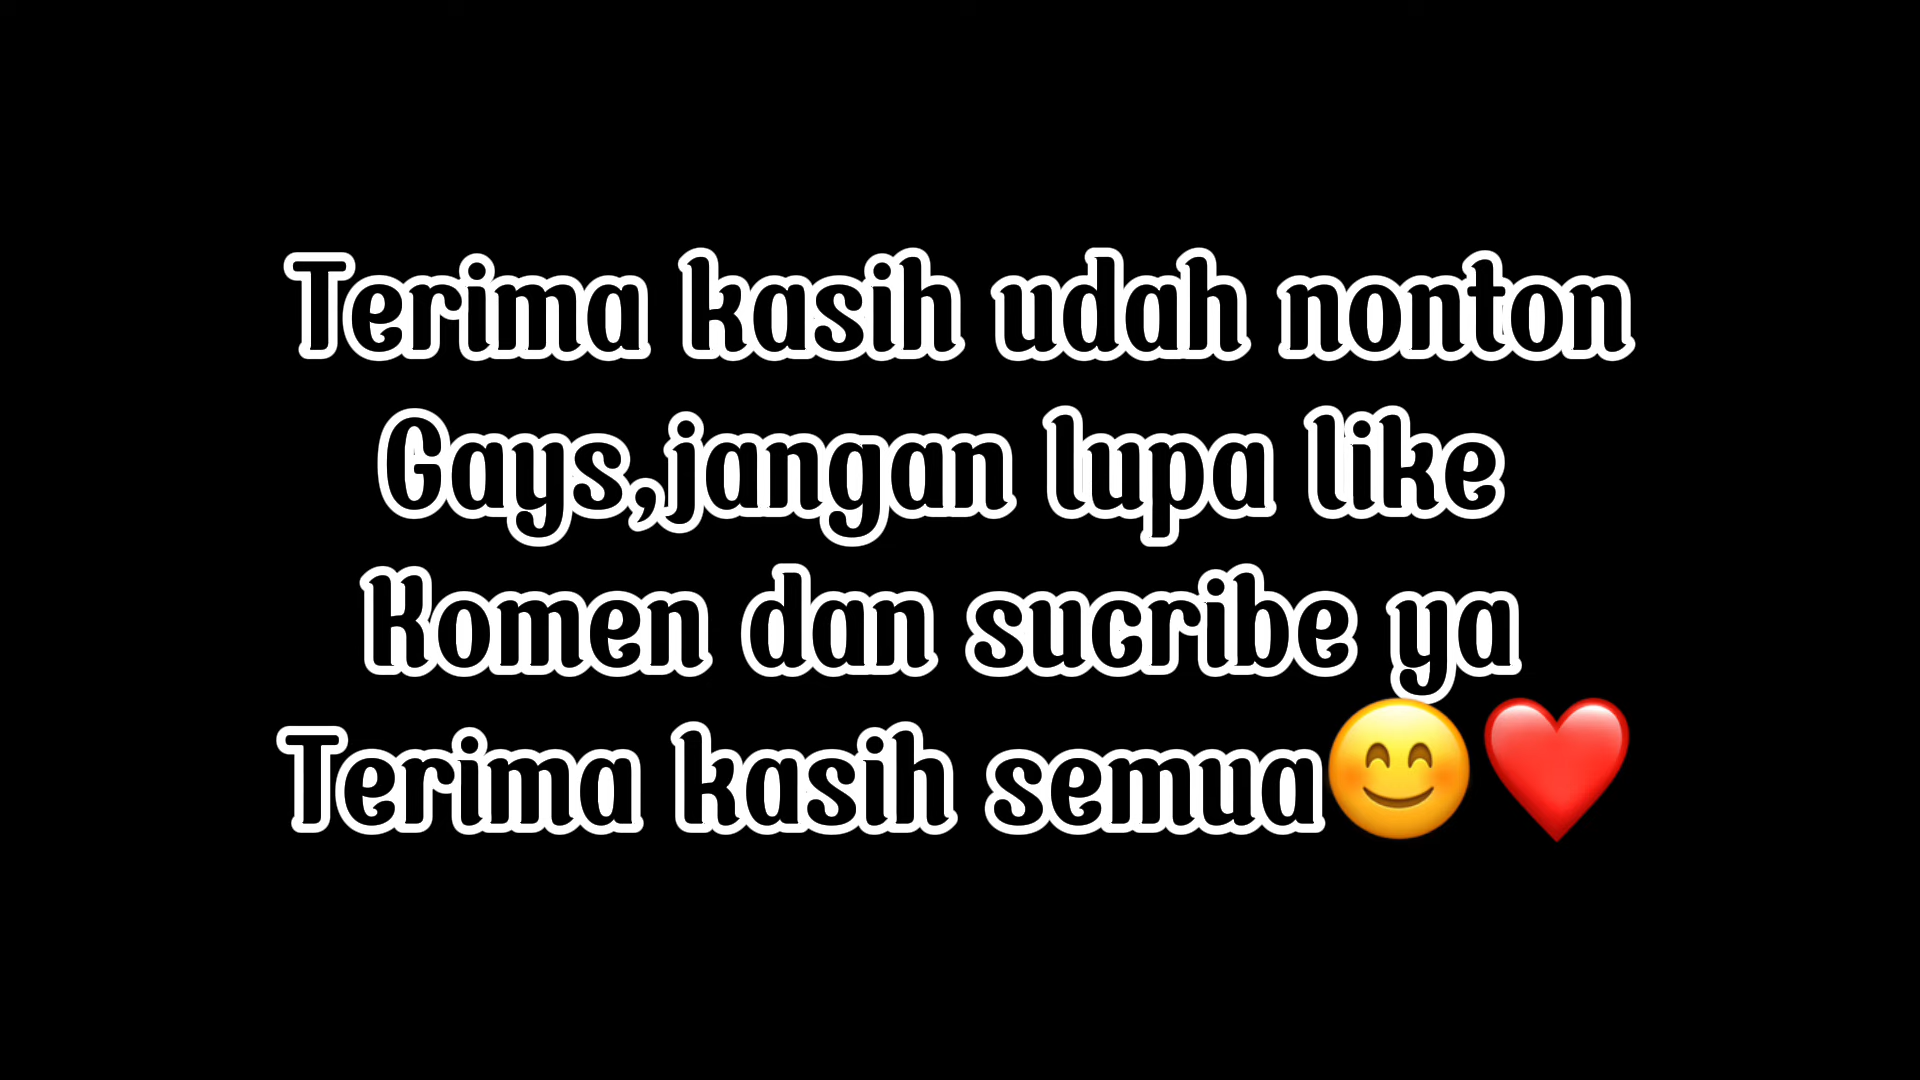 Terima kasih udah nonton
Gays,jangan lupa like
Komen dan sucribe ya
Terima kasih semua😊❤️